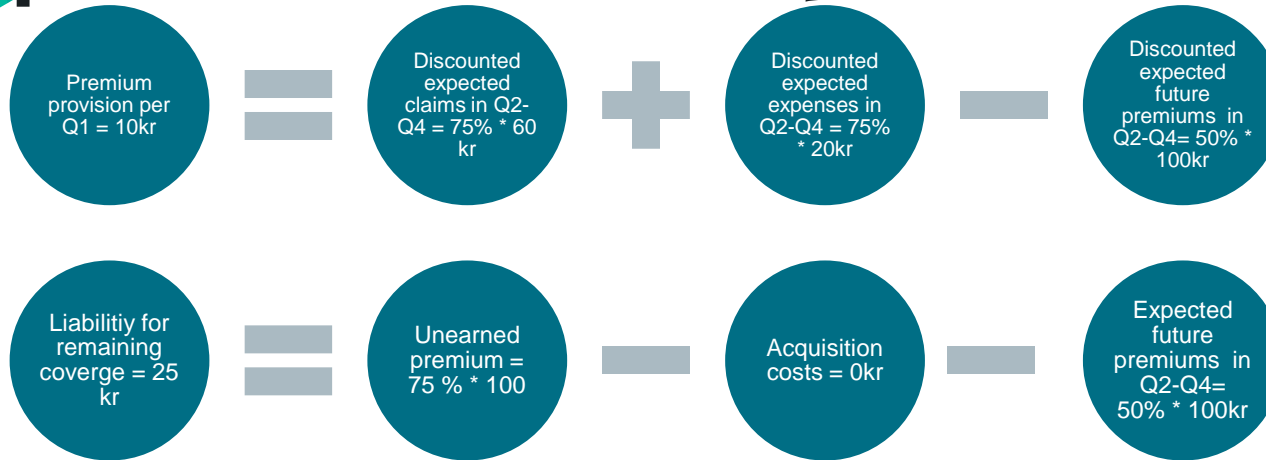 Premium
provision per
Q1 = 10kr
Discounted
expected
claims in Q2-
Q4 = 75% * 60
kr
Discounted
expected
expenses in
Q2-Q4 = 75%
* 20kr
Discounted
expected
future
premiums in
Q2-Q4= 50% *
100kr
Liabilitiy for
remaining
coverge = 25
kr
Unearned
premium =
75 % * 100
Acquisition
costs = 0kr
Expected
future
premiums in
Q2-Q4=
50% * 100kr